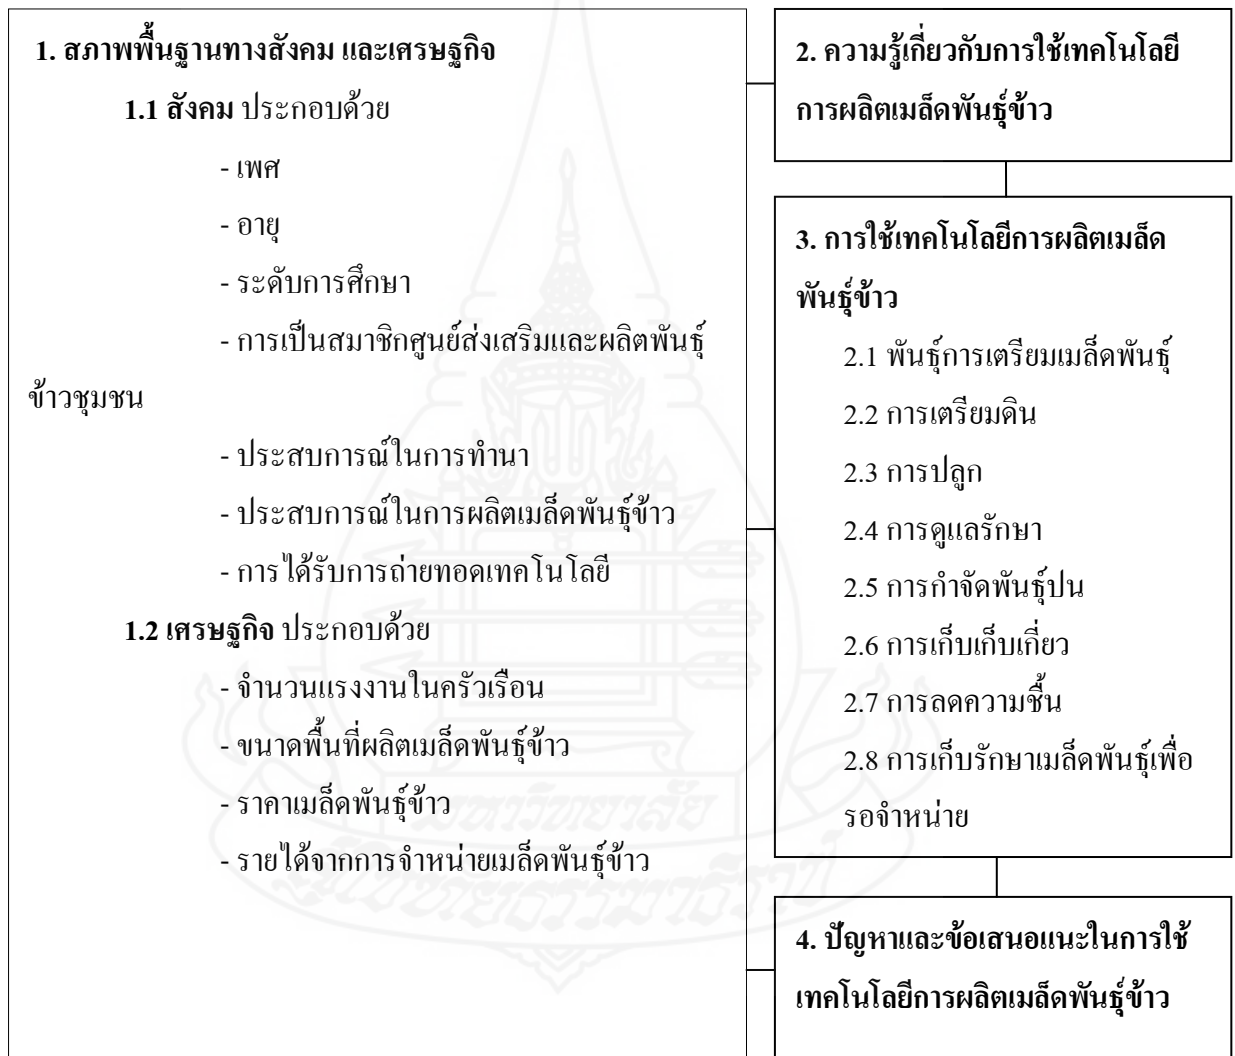 1. สภาพพื้นฐานทางสังคม และเศรษฐกิจ
1.1 สังคม ประกอบด้วย
- เพศ
- อายุ
- ระดับการศึกษา
- การเป็นสมาชิกศูนย์ส่งเสริมและผลิตพันธุ์
ข้าวชุมชน
- ประสบการณ์ในการทำนา
- ประสบการณ์ในการผลิตเมล็ดพันธุ์ข้าว
- การได้รับการถ่ายทอดเทคโนโลยี
1.2 เศรษฐกิจ ประกอบด้วย
- จำนวนแรงงานในครัวเรือน
- ขนาดพื้นที่ผลิตเมล็ดพันธุ์ข้าว
- ราคาเมล็ดพันธุ์ข้าว
- รายได้จากการจำหน่ายเมล็ดพันธุ์ข้าว
2. ความรู้เกี่ยวกับการใช้เทคโนโลยี
การผลิตเมล็ดพันธุ์ข้าว
3. การใช้เทคโนโลยีการผลิตเมล็ด
พันธุ์ข้าว
2.1 พันธุ์การเตรียมเมล็ดพันธุ์
2.2 การเตรียมดิน
2.3 การปลูก
2.4 การดูแลรักษา
2.5 การกำจัดพันธุ์ปน
2.6 การเก็บเก็บเกี่ยว
2.7 การลดความชื้น
2.8 การเก็บรักษาเมล็ดพันธุ์เพื่อ
รอจำหน่าย
4. ปัญหาและข้อเสนอแนะในการใช้
เทคโนโลยีการผลิตเมล็ดพันธุ์ข้าว
มหาวิทยาลัย
สุโขทัยธรรมาธิราช